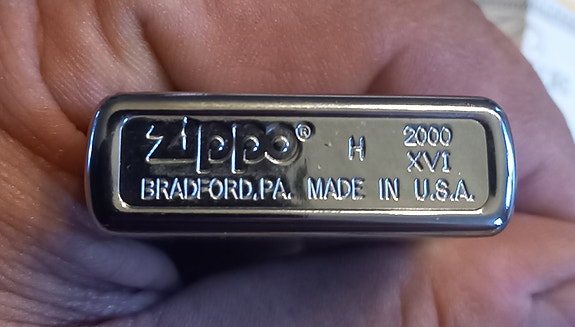 Zippo® H 2000
XVI
BRADFORD,PA. MADE IN U.S.A.